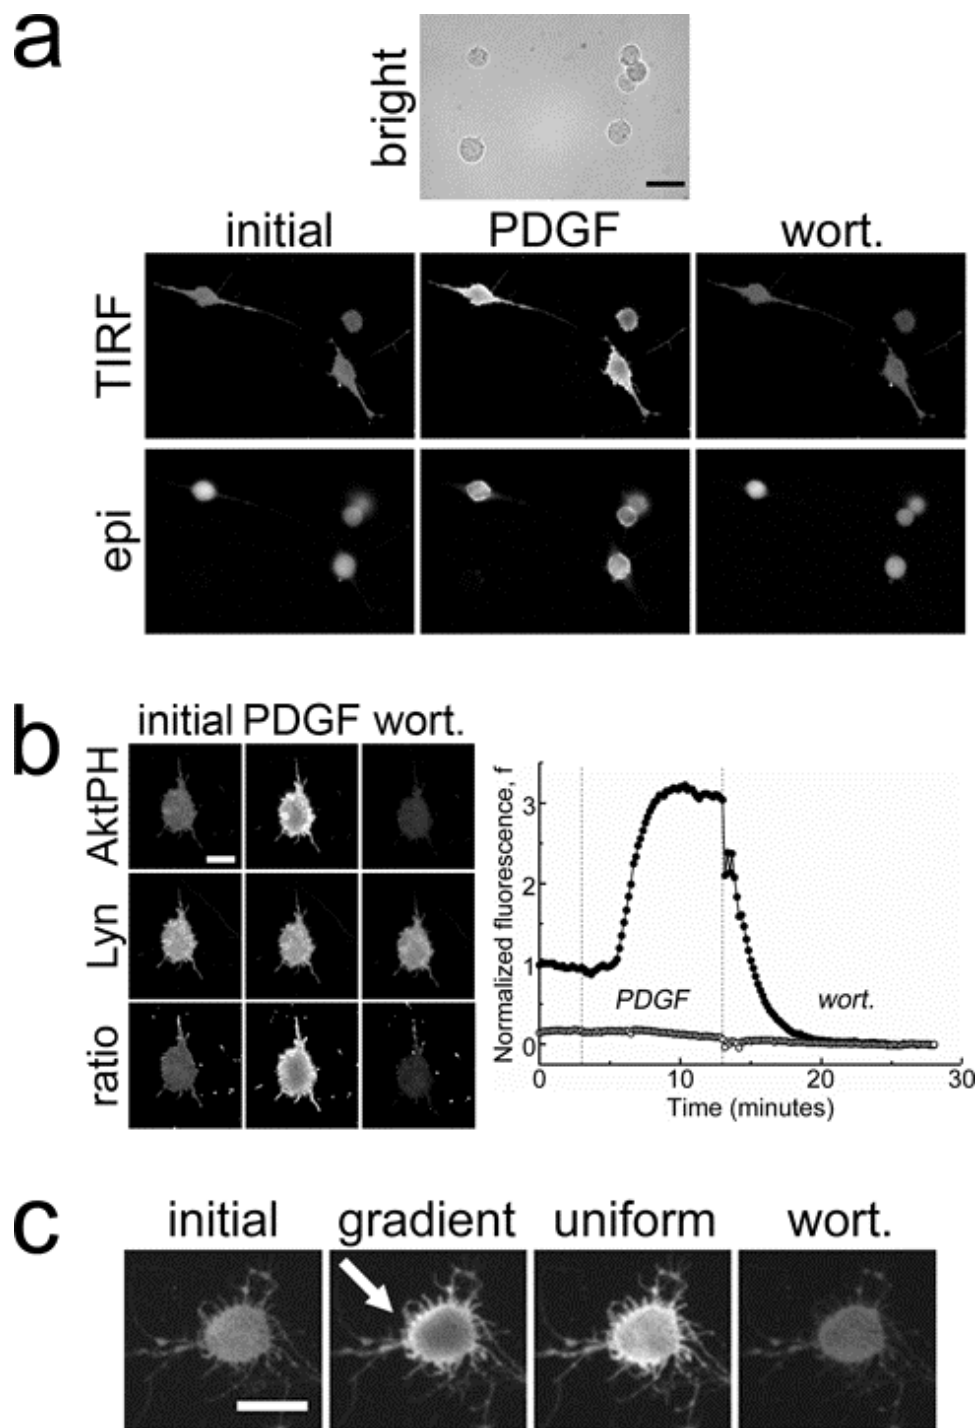 a
bright
initial PDGF wort.
TIRF
epi
b
initial PDGF wort.
AktPH
Lyn
ratio
Normalized fluorescence, f
3
2
1
0
PDGF
wort.
0 10 20 30
Time (minutes)
c
initial gradient uniform wort.